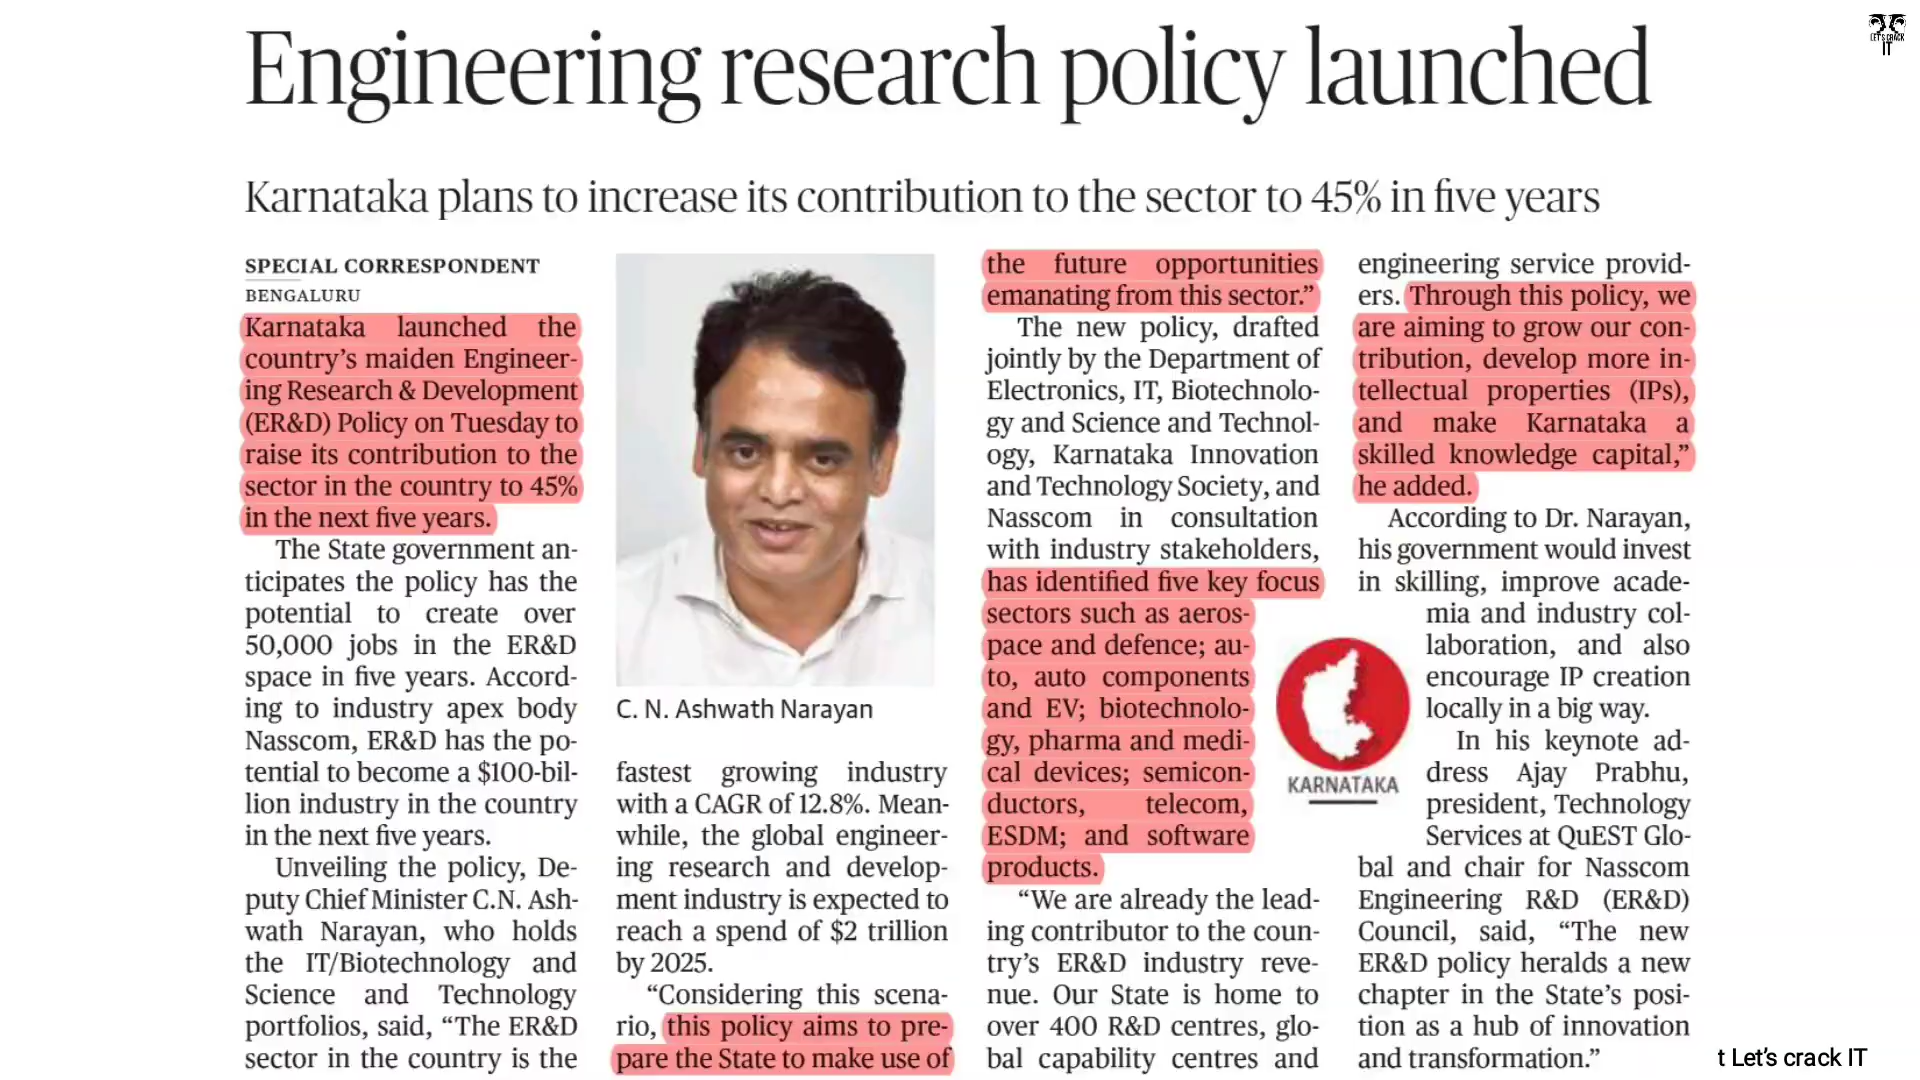 Engineering research policy launched
Karnataka plans to increase its contribution to the sector to 45% in five years
SPECIAL CORRESPONDENT
BENGALURU
Karnataka launched the
country's maiden Engineer-
ing Research & Development
(ER&D) Policy on Tuesday to
raise its contribution to the
sector in the country to 45%
in the next five years.
The State government an-
ticipates the policy has the
potential to create over
50,000 jobs in the ER&D
space in five years. Accord-
ing to industry apex body
Nasscom, ER&D has the po-
tential to become a $100-bil-
lion industry in the country
in the next five years.
Unveiling the policy, De-
puty Chief Minister C.N. Ash-
wath Narayan, who holds
the IT/Biotechnology and
Science and Technology
portfolios, said, “The ER&D
sector in the country is the
C. N. Ashwath Narayan
fastest growing industry
with a CAGR of 12.8%. Mean-
while, the global engineer-
ing research and develop-
ment industry is expected to
reach a spend of $2 trillion
by 2025.
“Considering this scena-
rio, this policy aims to pre-
pare the State to make use of
the future opportunities
emanating from this sector.”
The new policy, drafted
jointly by the Department of
Electronics, IT, Biotechnolo-
gy and Science and Technol-
ogy, Karnataka Innovation
and Technology Society, and
Nasscom in consultation
with industry stakeholders,
has identified five key focus
sectors such as aeros-
pace and defence; au-
to, auto components
and EV; biotechnolo-
gy, pharma and medi-
cal devices; semicon-
ductors, telecom,
ESDM; and software
products.
“We are already the lead-
ing contributor to the coun-
try's ER&D industry reve-
nue. Our State is home to
over 400 R&D centres, glo-
bal capability centres and
KARNATAKA
engineering service provid-
ers. Through this policy, we
are aiming to grow our con-
tribution, develop more in-
tellectual properties (IPs),
and make Karnataka a
skilled knowledge capital,”
he added.
According to Dr. Narayan,
his government would invest
in skilling, improve acade-
mia and industry col-
laboration, and also
encourage IP creation
locally in a big way.
In his keynote ad-
dress Ajay Prabhu,
president, Technology
Services at QuEST Glo-
bal and chair for Nasscom
Engineering R&D (ER&D)
Council, said, “The new
ER&D policy heralds a new
chapter in the State's posi-
tion as a hub of innovation
and transformation.”
LET'S CRACK
IT
t Let's crack IT